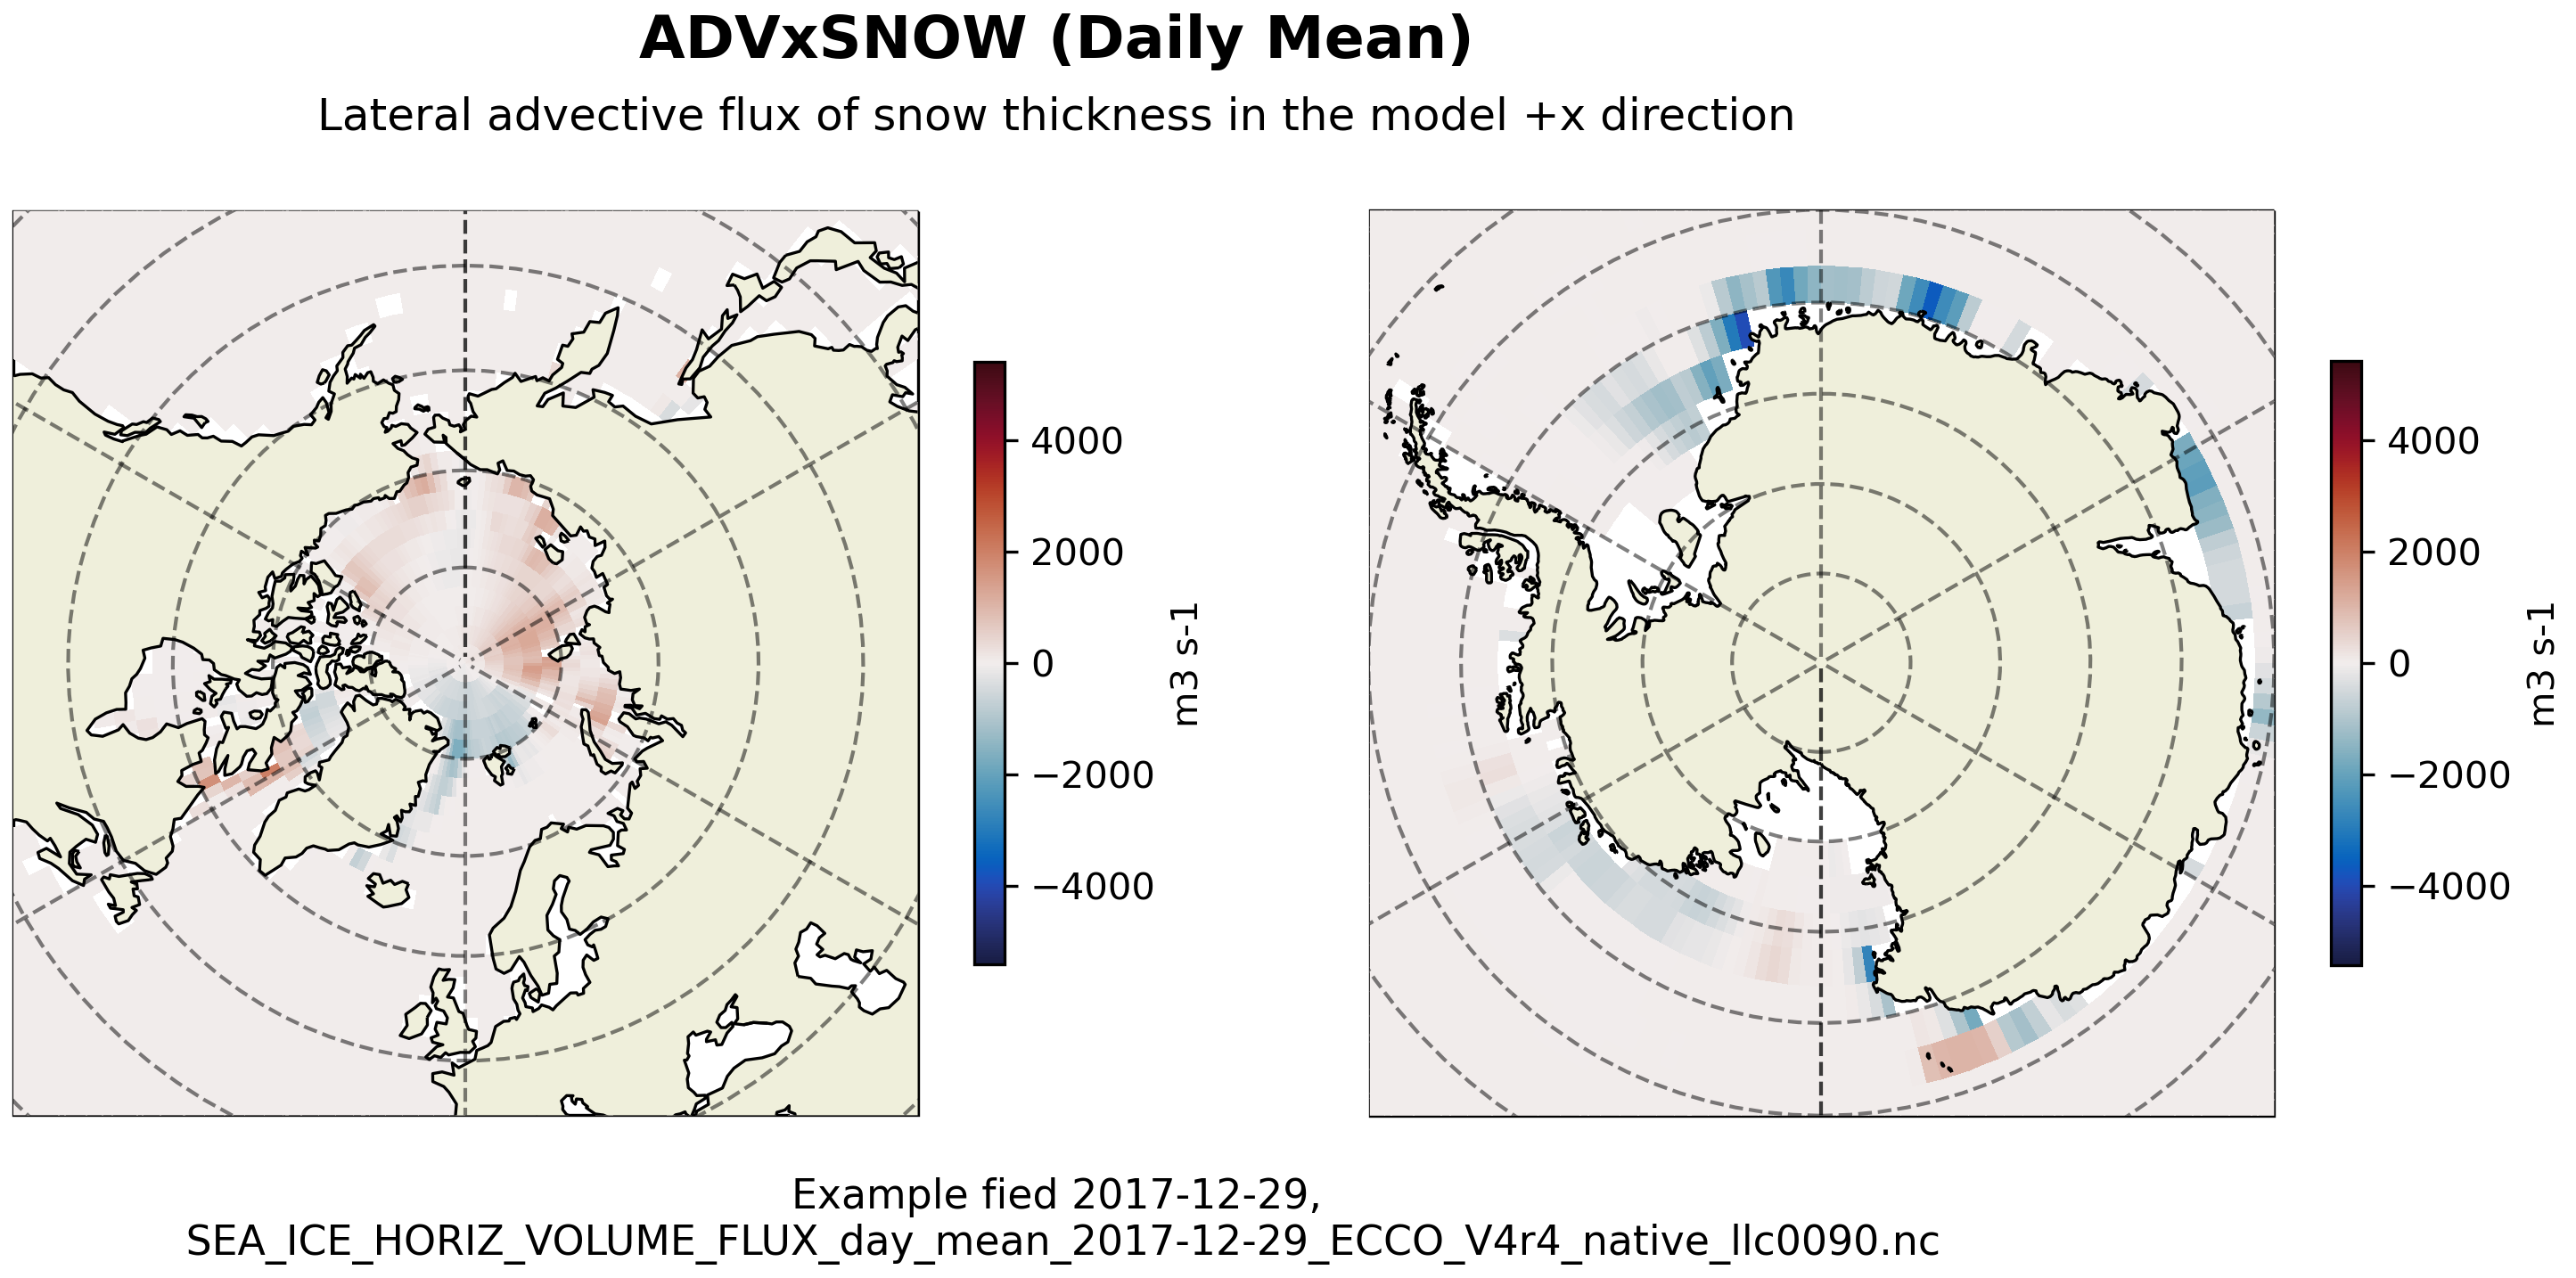 ADVxSNOW (Daily Mean)
Lateral advective flux of snow thickness in the model +x direction
4000
2000
0
−2000
−4000
m3 s-1
4000
2000
0
−2000
−4000
m3 s-1
Example fied 2017-12-29,
SEA_ICE_HORIZ_VOLUME_FLUX_day_mean_2017-12-29_ECCO_V4r4_native_llc0090.nc